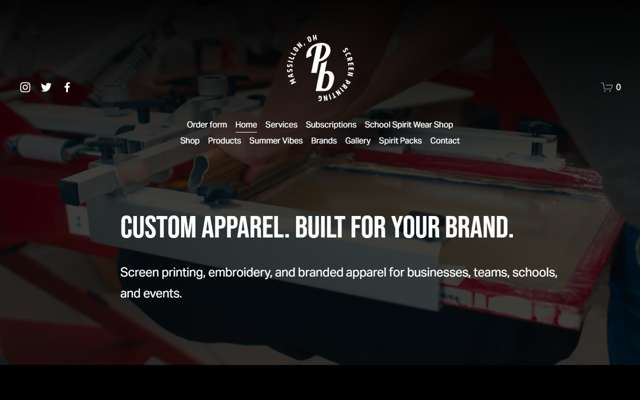 MASSILLON, OH
Pb
SCREEN PRINTING
0
Order form Home Services Subscriptions School Spirit Wear Shop
Shop Products Summer Vibes Brands Gallery Spirit Packs Contact
CUSTOM APPAREL. BUILT FOR YOUR BRAND.
Screen printing, embroidery, and branded apparel for businesses, teams, schools,
and events.